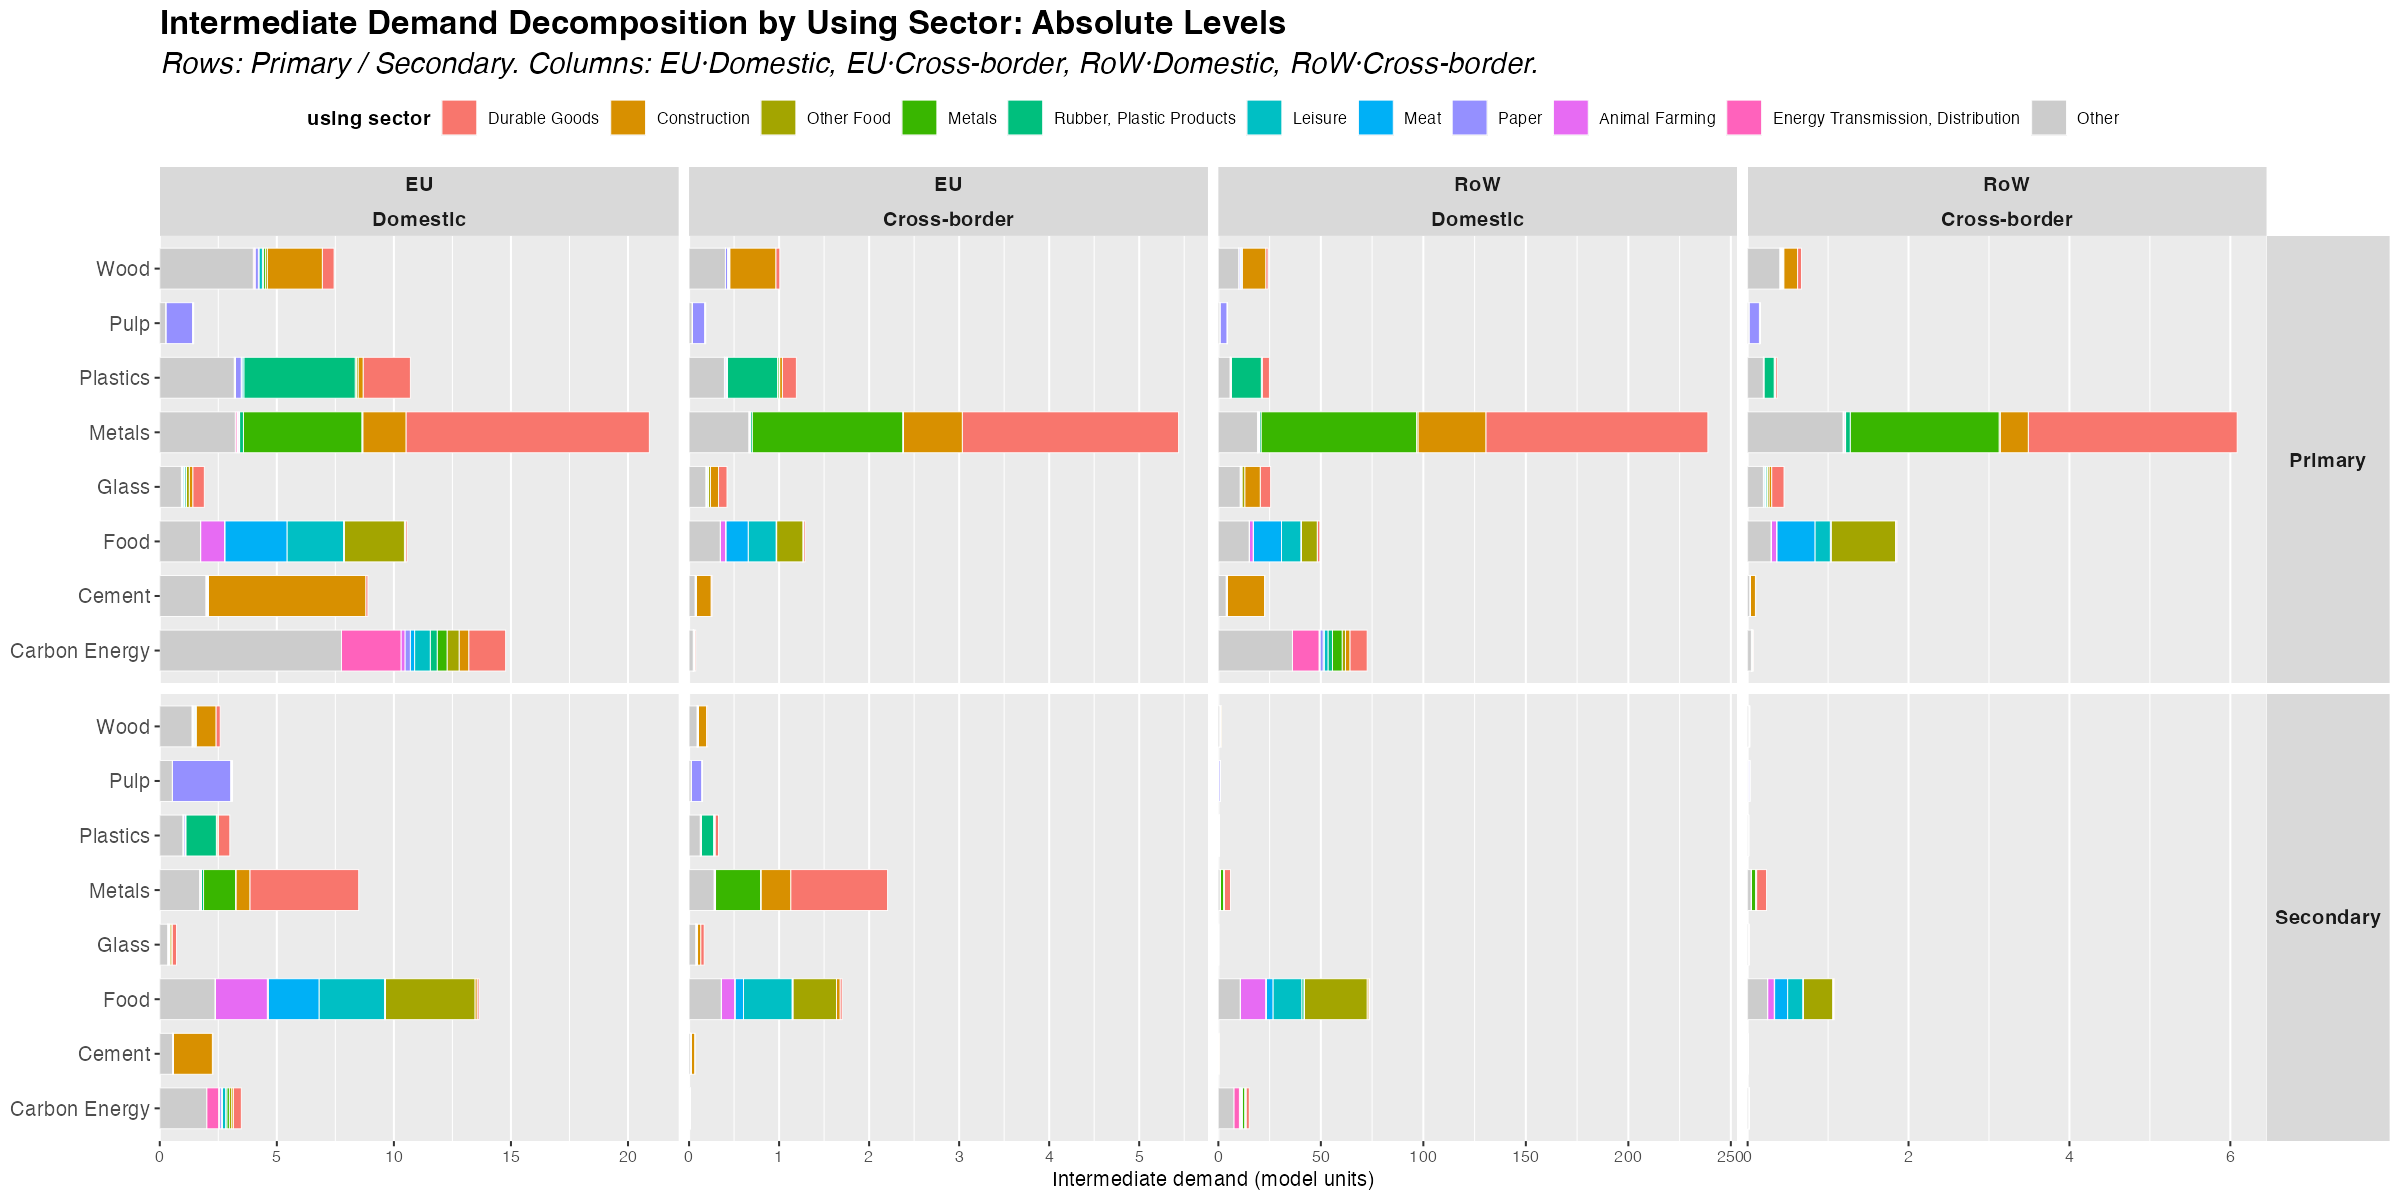 Intermediate Demand Decomposition by Using Sector: Absolute Levels
Rows: Primary / Secondary. Columns: EU·Domestic, EU·Cross-border, RoW·Domestic, RoW·Cross-border.
using sector Durable Goods Construction Other Food Metals Rubber, Plastic Products Leisure Meat Paper Animal Farming Energy Transmission, Distribution Other
EU EU RoW RoW
Domestic Cross-border Domestic Cross-border
Wood
Pulp
Plastics
Metals
Glass
Food
Cement
Carbon Energy
Primary
Wood
Pulp
Plastics
Metals
Glass
Food
Cement
Carbon Energy
Secondary
0 5 10 15 20 0 1 2 3 4 5 0 50 100 150 200 250 0 2 4 6
Intermediate demand (model units)